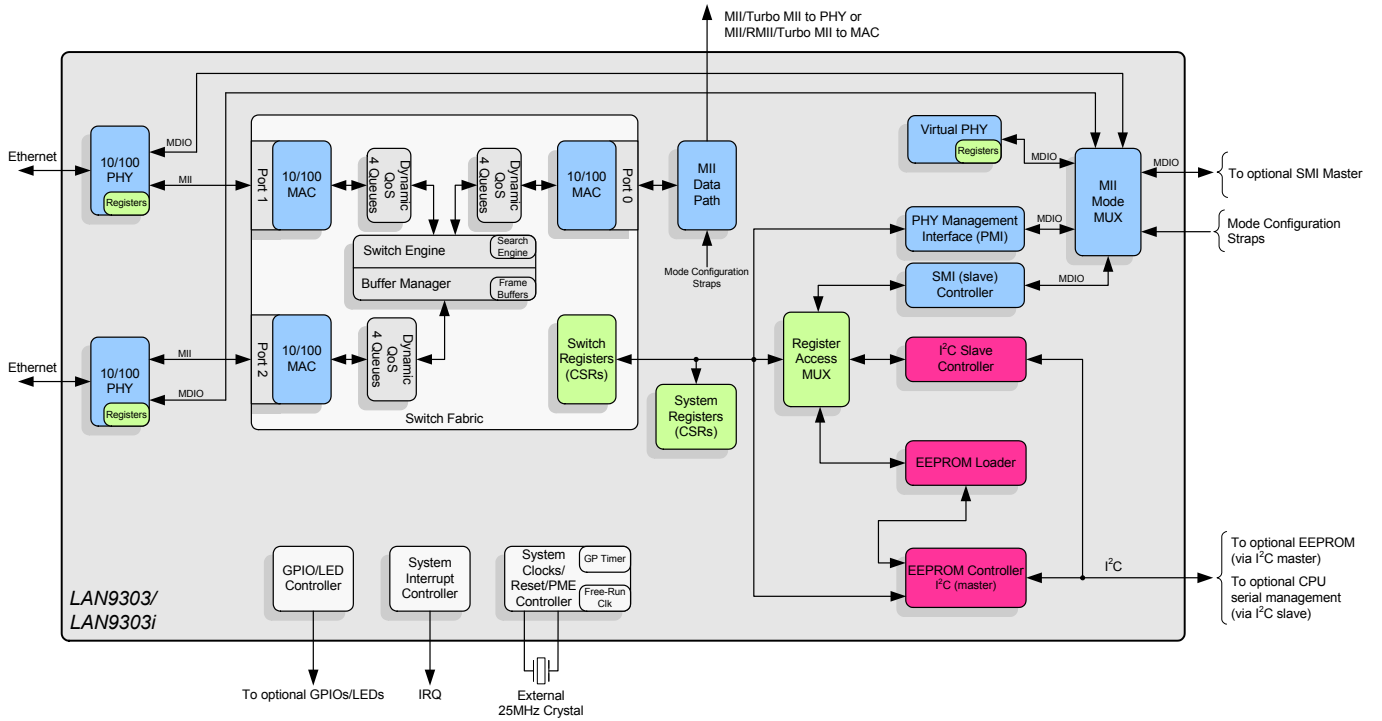 MII/Turbo MII to PHY or
MII/RMII/Turbo MII to MAC
Ethernet
10/100
PHY
Registers
MDIO
MII
Port 1
10/100
MAC
Dynamic
QoS
4 Queues
Dynamic
QoS
4 Queues
10/100
MAC
Port 0
MII
Data
Path
Mode Configuration
Straps
Switch Engine
Search
Engine
Buffer Manager
Frame
Buffers
Ethernet
10/100
PHY
Registers
MII
MDIO
Port 2
10/100
MAC
Dynamic
QoS
4 Queues
Switch
Registers
(CSRs)
Switch Fabric
System
Registers
(CSRs)
Virtual PHY
Registers
MDIO
MII
Mode
MUX
MDIO
To optional SMI Master
Mode Configuration
Straps
PHY Management
Interface (PMI)
MDIO
SMI (slave)
Controller
MDIO
Register
Access
MUX
I²C Slave
Controller
EEPROM Loader
EEPROM Controller
I²C (master)
I²C
To optional EEPROM
(via I²C master)
To optional CPU
serial management
(via I²C slave)
GPIO/LED
Controller
System
Interrupt
Controller
System
Clocks/
Reset/PME
Controller
GP Timer
Free-Run
Clk
LAN9303/
LAN9303i
To optional GPIOs/LEDs
IRQ
External
25MHz Crystal